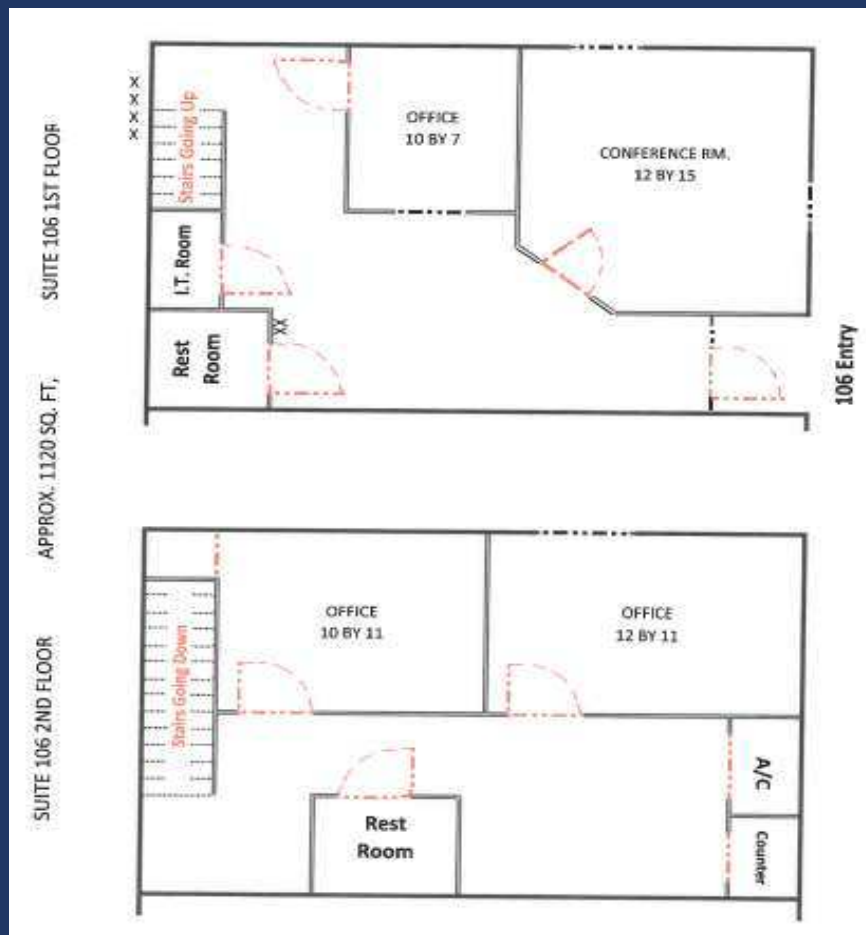 SUITE 106 1ST FLOOR
APPROX. 1120 SQ. FT,
SUITE 106 2ND FLOOR
X
X
X
X
Stairs Going Up
OFFICE
10 BY 7
CONFERENCE RM.
12 BY 15
I.T. Room
XX
Rest
Room
106 Entry
Stairs Going Down
OFFICE
10 BY 11
OFFICE
12 BY 11
Rest
Room
A/C
Counter